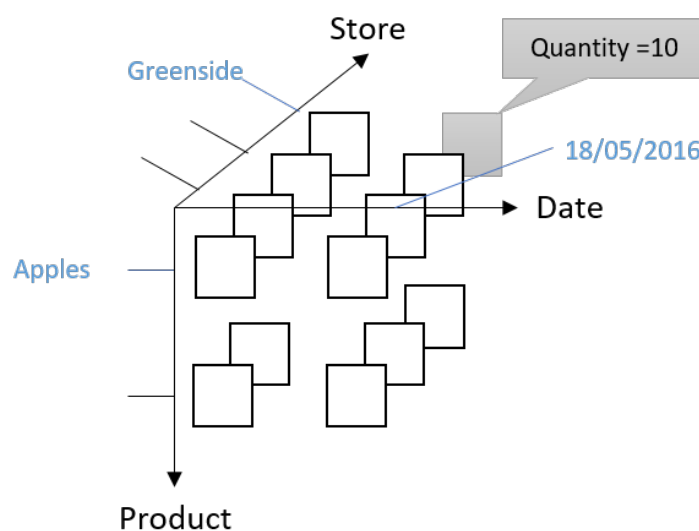 Store
Quantity =10
Greenside
18/05/2016
Date
Apples
Product